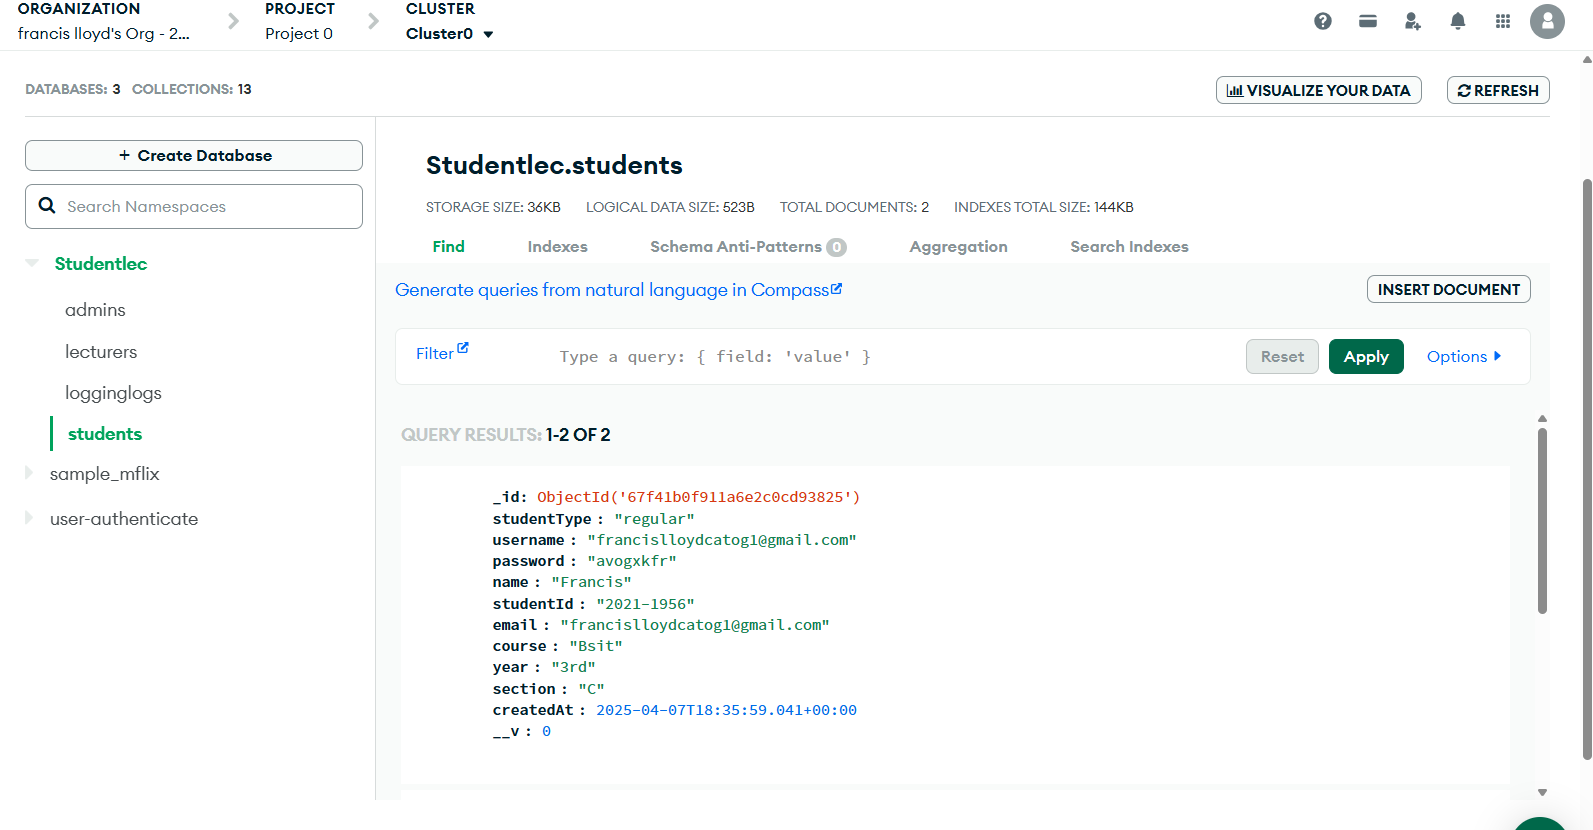 ORGANIZATION
francis lloyd's Org - 2...
PROJECT
Project 0
CLUSTER
Cluster0
DATABASES: 3 COLLECTIONS: 13
VISUALIZE YOUR DATA
REFRESH
+ Create Database
Search Namespaces
Studentlec
admins
lecturers
logginglogs
students
sample_mflix
user-authenticate
Studentlec.students
STORAGE SIZE: 36KB LOGICAL DATA SIZE: 523B TOTAL DOCUMENTS: 2 INDEXES TOTAL SIZE: 144KB
Find Indexes Schema Anti-Patterns 0 Aggregation Search Indexes
Generate queries from natural language in Compass
INSERT DOCUMENT
Filter
Type a query: { field: 'value' }
Reset
Apply
Options
QUERY RESULTS: 1-2 OF 2
_id: ObjectId('67f41b0f911a6e2c0cd93825')
studentType : "regular"
username : "francislloydcatog1@gmail.com"
password : "avogxkfr"
name : "Francis"
studentId : "2021-1956"
email : "francislloydcatog1@gmail.com"
course : "Bsit"
year : "3rd"
section : "C"
createdAt : 2025-04-07T18:35:59.041+00:00
__v : 0